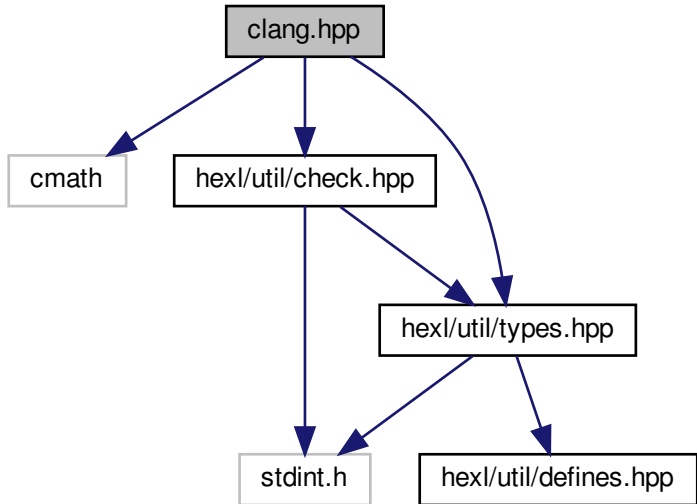 clang.hpp
cmath
hexl/util/check.hpp
hexl/util/types.hpp
stdint.h
hexl/util/defines.hpp